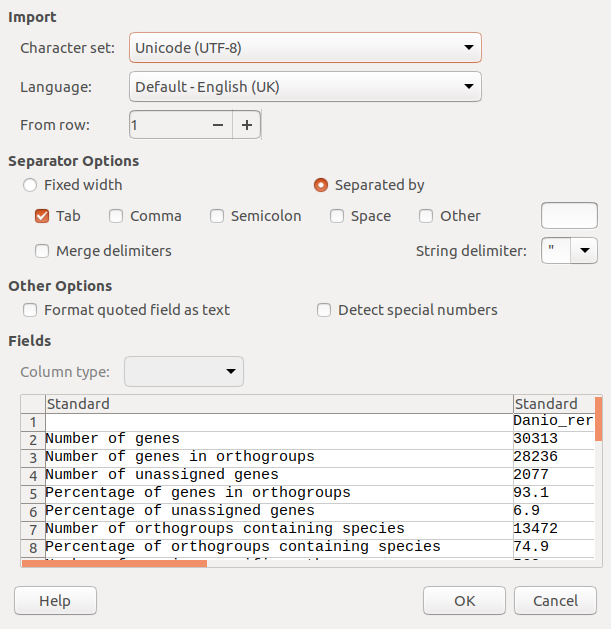 Import
Character set: Unicode (UTF-8)
Language: Default - English (UK)
From row: 1 − +
Separator Options
Fixed width Separated by
Tab Comma Semicolon Space Other
Merge delimiters String delimiter: "
Other Options
Format quoted field as text Detect special numbers
Fields
Column type:
Standard Standard
1 Danio_rer
2 Number of genes 30313
3 Number of genes in orthogroups 28236
4 Number of unassigned genes 2077
5 Percentage of genes in orthogroups 93.1
6 Percentage of unassigned genes 6.9
7 Number of orthogroups containing species 13472
8 Percentage of orthogroups containing species 74.9
Help OK Cancel